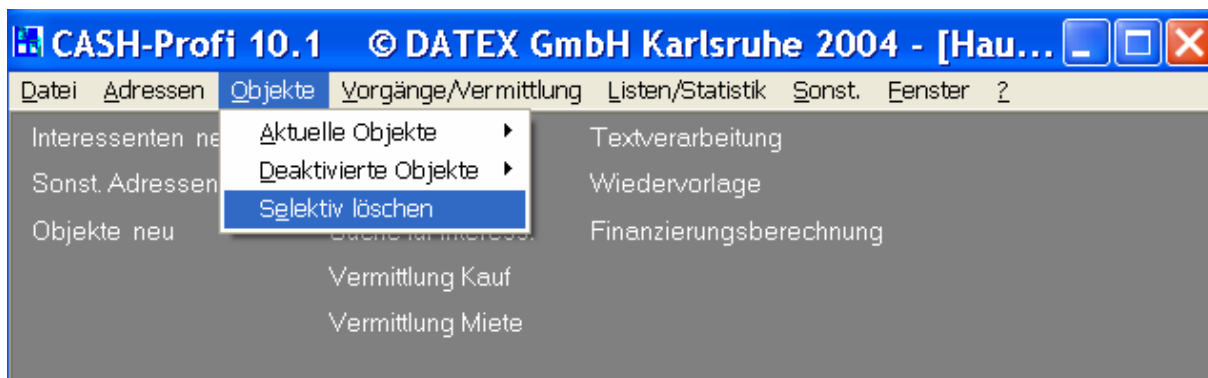 CASH-Profi 10.1 © DATEX GmbH Karlsruhe 2004 - [Hau...
Datei Adressen Objekte Vorgänge/Vermittlung Listen/Statistik Sonst. Fenster ?
Interessenten
Sonst. Adressen
Objekte neu
Aktuelle Objekte
Deaktivierte Objekte
Selektiv löschen
Vermittlung Kauf
Vermittlung Miete
Textverarbeitung
Wiedervorlage
Finanzierungsberechnung